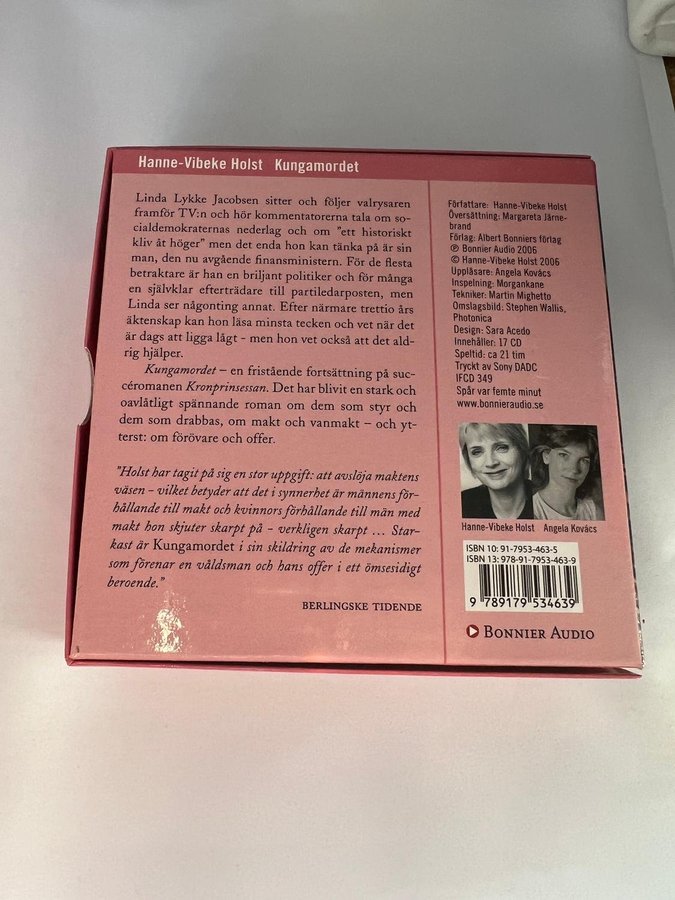 Hanne-Vibeke Holst Kungamordet
Linda Lykke Jacobsen sitter och följer valrysaren
framför TV:n och hör kommentatorerna tala om so-
cialdemokraternas nederlag och om "ett historiskt
kliv åt höger" men det enda hon kan tänka på är sin
man, den nu avgående finansministern. För de flesta
betraktare är han en briljant politiker och för många
en självklar efterträdare till partiledarposten, men
Linda ser någonting annat. Efter närmare trettio års
äktenskap kan hon läsa minsta tecken och vet när det
är dags att ligga lågt - men hon vet också att det ald-
rig hjälper.
Kungamordet – en fristående fortsättning på suc-
céromanen Kronprinsessan. Det har blivit en stark och
oavlåtligt spännande roman om dem som styr och
dem som drabbas, om makt och vanmakt – och yt-
terst: om förövare och offer.
"Holst har tagit på sig en stor uppgift: att avslöja maktens
väsen – vilket betyder att det i synnerhet är männens för-
hållande till makt och kvinnors förhållande till män med
makt hon skjuter skarpt på – verkligen skarpt ... Star-
kast är Kungamordet i sin skildring av de mekanismer
som förenar en våldsman och hans offer i ett ömsesidigt
beroende."
BERLINGSKE TIDENDE
Författare: Hanne-Vibeke Holst
Översättning: Margareta Järne-
brand
Förlag: Albert Bonniers förlag
℗ Bonnier Audio 2006
© Hanne-Vibeke Holst 2006
Uppläsare: Angela Kovács
Inspelning: Morgankane
Tekniker: Martin Mighetto
Omslagsbild: Stephen Wallis,
Photonica
Design: Sara Acedo
Innehåller: 17 CD
Speltid: ca 21 tim
Tryckt av Sony DADC
IFCD 349
Spår var femte minut
www.bonnieraudio.se
Hanne-Vibeke Holst Angela Kovács
ISBN 10: 91-7953-463-5
ISBN 13: 978-91-7953-463-9
9 789179 534639
BONNIER AUDIO